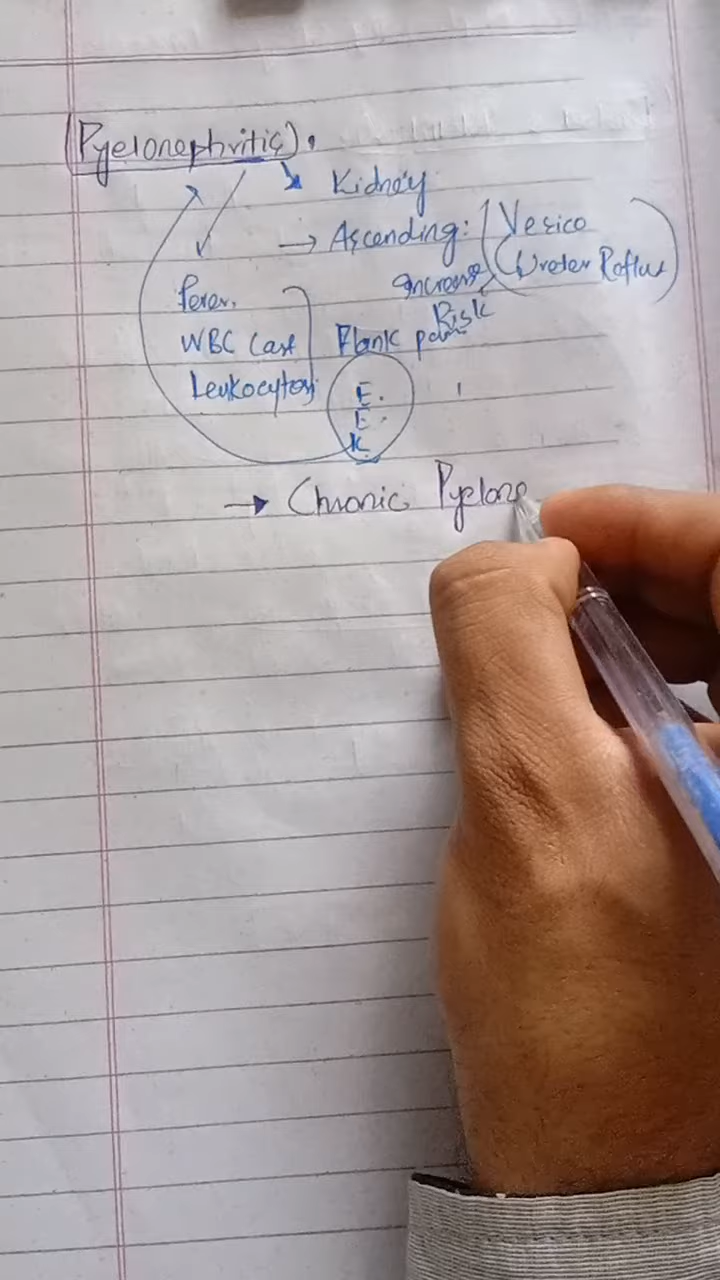 (Pyelonephritis).
Kidney
→ Ascending: (Vesico
Ureter Reflux)
Increase
Risk
Fever,
WBC Cast
Leukocytosis
Flank pain
E.
E.
K
→ Chronic Pyelone